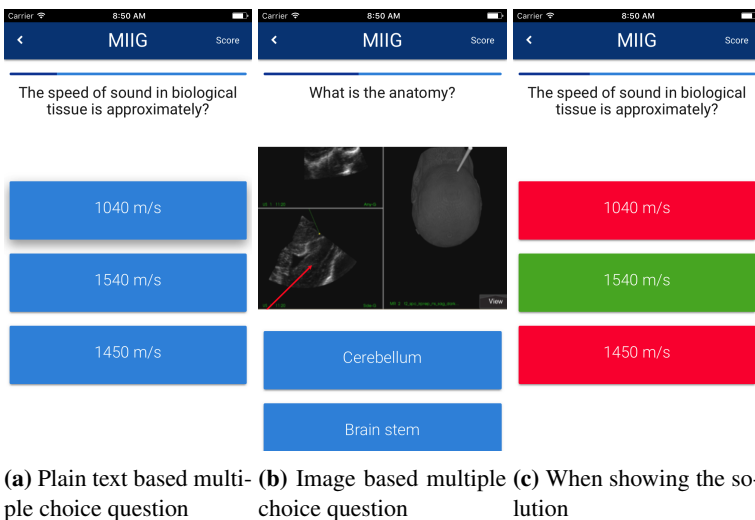 Carrier 8:50 AM
MIIG Score
The speed of sound in biological
tissue is approximately?
1040 m/s
1540 m/s
1450 m/s
(a) Plain text based multi-
ple choice question
Carrier 8:50 AM
MIIG Score
What is the anatomy?
View
Cerebellum
Brain stem
(b) Image based multiple
choice question
Carrier 8:50 AM
MIIG Score
The speed of sound in biological
tissue is approximately?
1040 m/s
1540 m/s
1450 m/s
(c) When showing the so-
lution